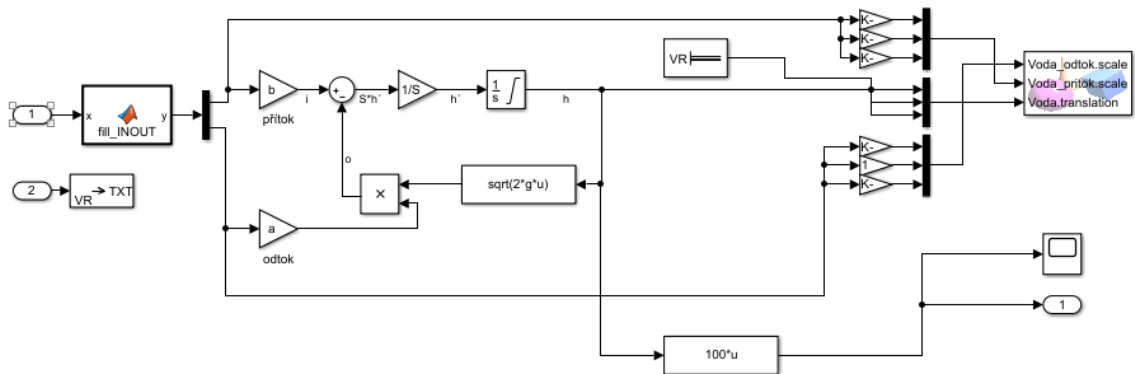 K-
K-
K-
VR
Voda_odtok.scale
Voda_pritok.scale
Voda.translation
1
x
y
fill_INOUT
b
přítok
i
+
-
S*h´
1/S
h´
1
s
h
2
VR
TXT
o
×
sqrt(2*g*u)
a
odtok
K-
1
K-
1
100*u